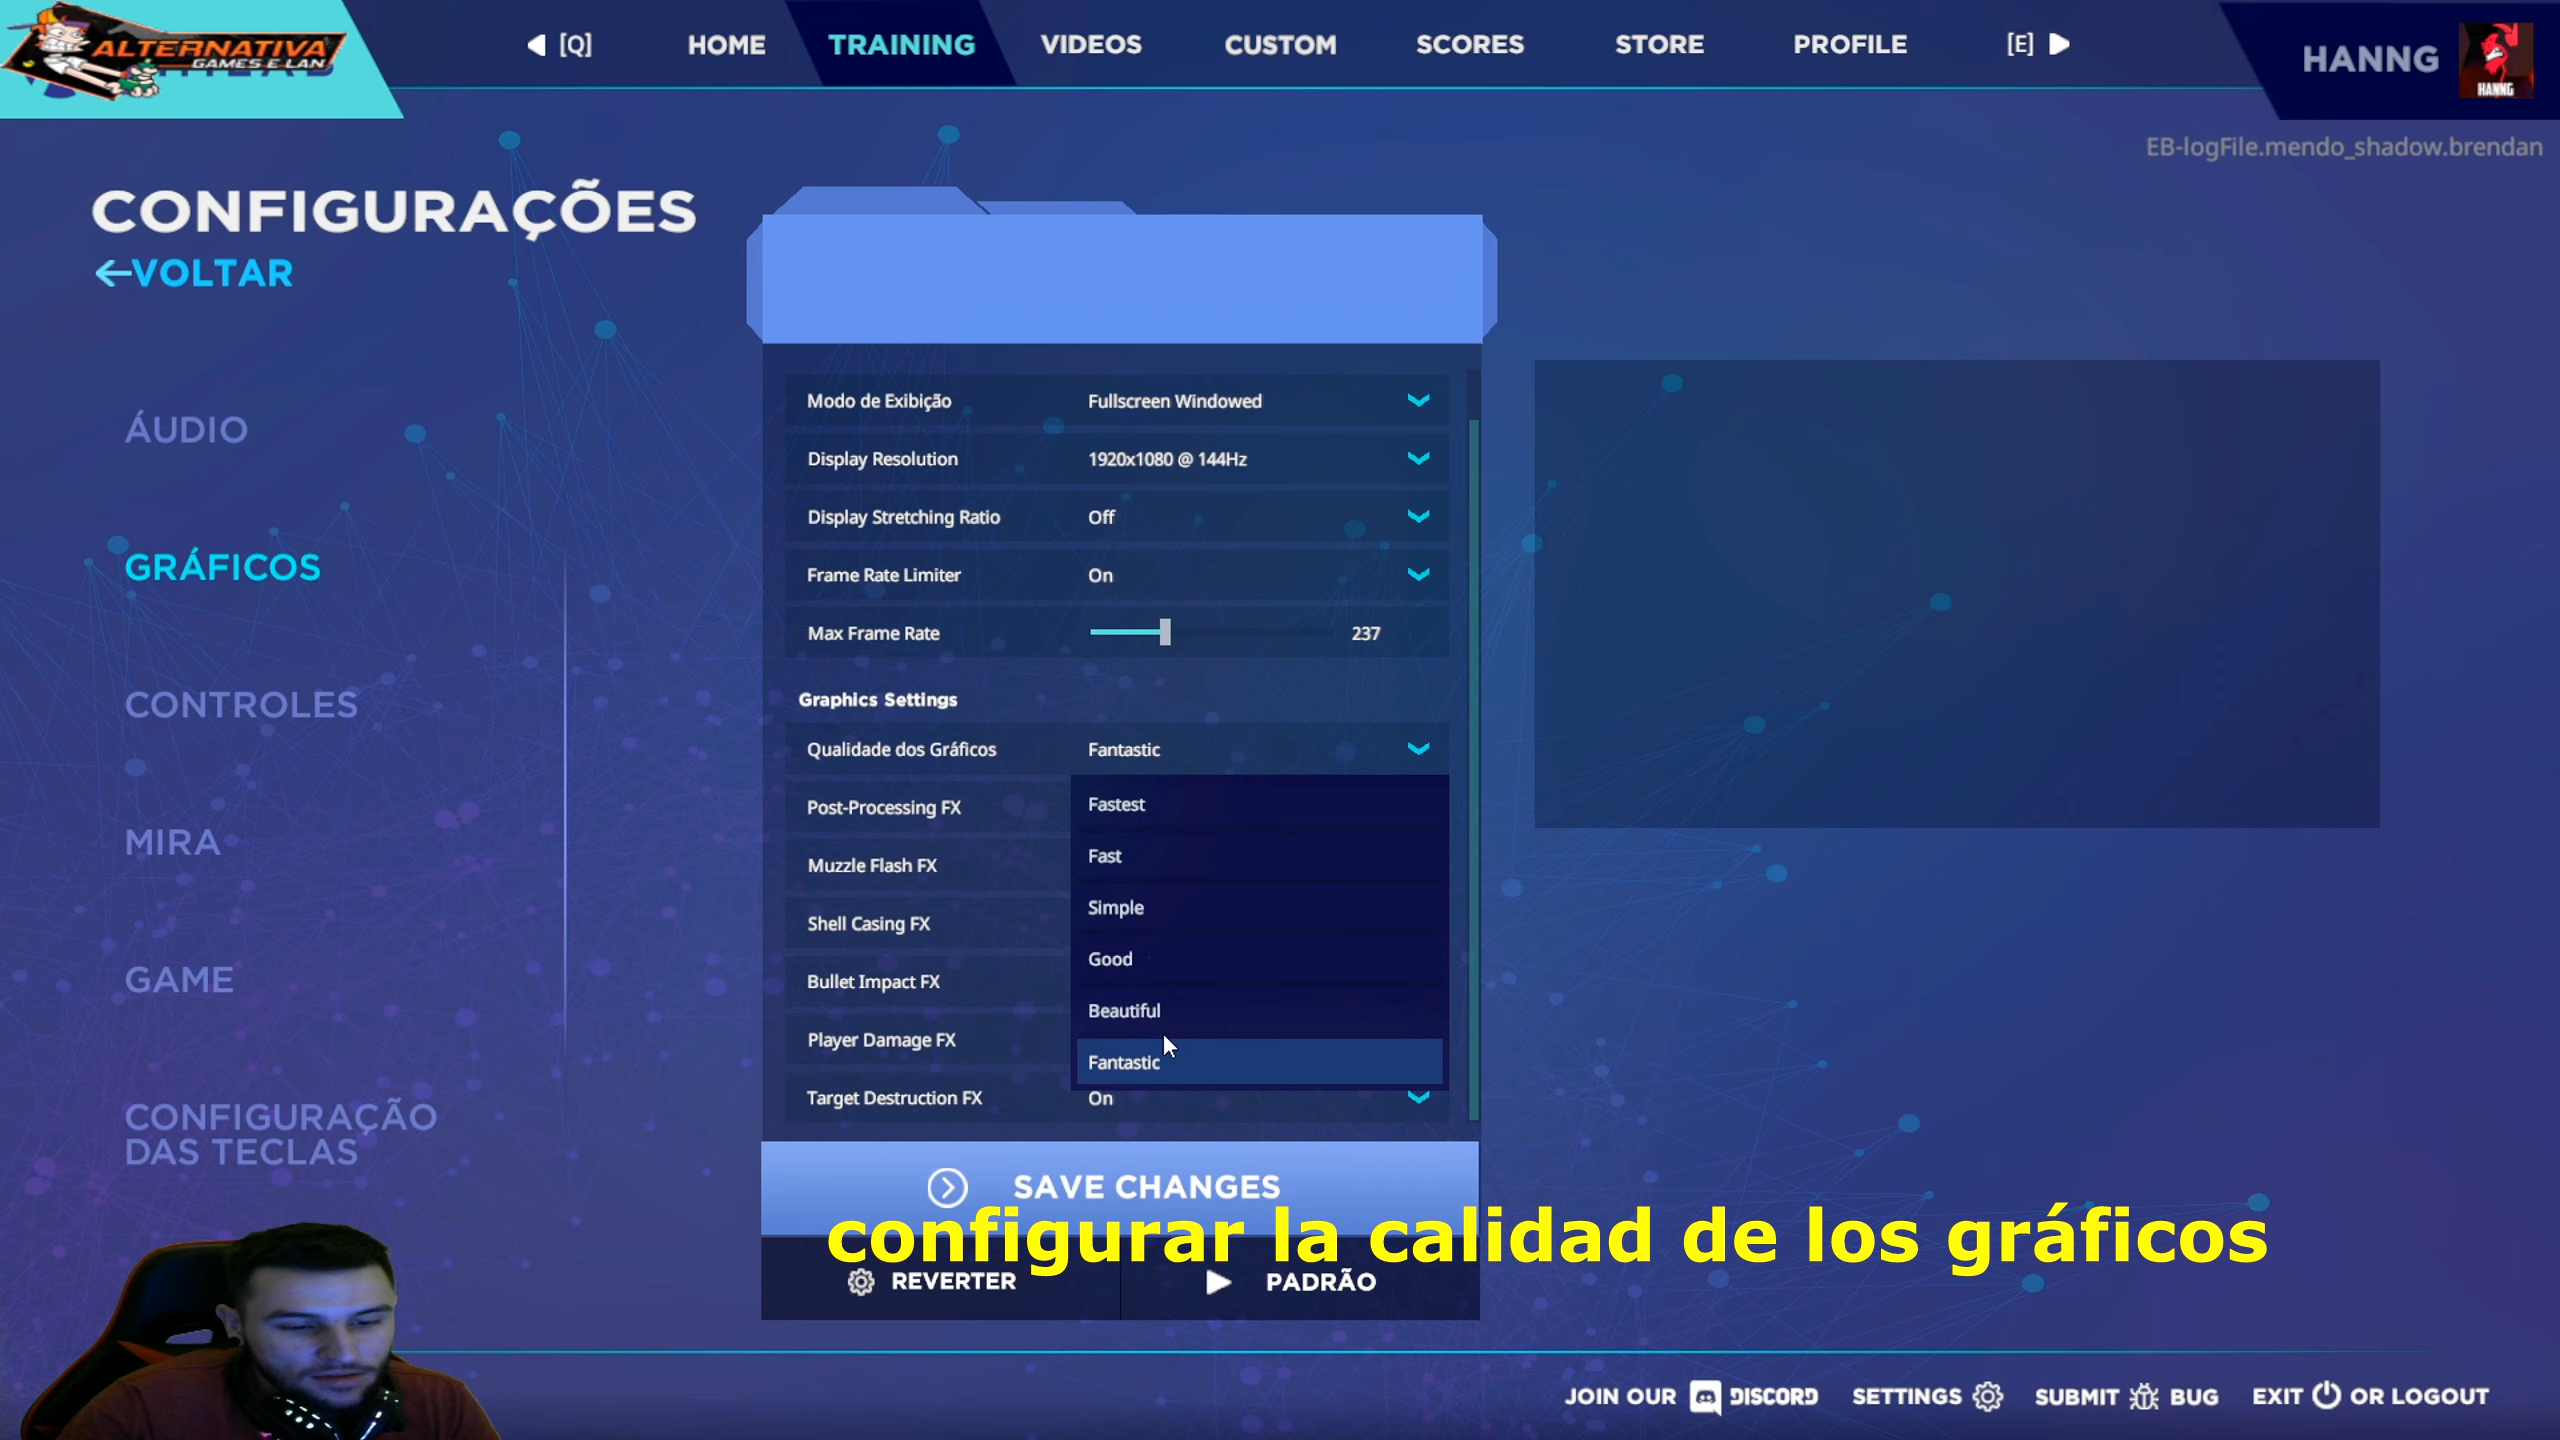 ALTERNATIVA
GAMES E LAN
[Q]
HOME
TRAINING
VIDEOS
CUSTOM
SCORES
STORE
PROFILE
[E]
HANNG
HANNG
EB-logFile.mendo_shadow.brendan
CONFIGURAÇÕES
VOLTAR
ÁUDIO
GRÁFICOS
CONTROLES
MIRA
GAME
CONFIGURAÇÃO
DAS TECLAS
Modo de Exibição Fullscreen Windowed
Display Resolution 1920x1080 @ 144Hz
Display Stretching Ratio Off
Frame Rate Limiter On
Max Frame Rate 237
Graphics Settings
Qualidade dos Gráficos Fantastic
Post-Processing FX
Muzzle Flash FX
Shell Casing FX
Bullet Impact FX
Player Damage FX
Target Destruction FX On
Fastest
Fast
Simple
Good
Beautiful
Fantastic
SAVE CHANGES
configurar la calidad de los gráficos
REVERTER
PADRÃO
JOIN OUR DISCORD
SETTINGS
SUBMIT BUG
EXIT OR LOGOUT